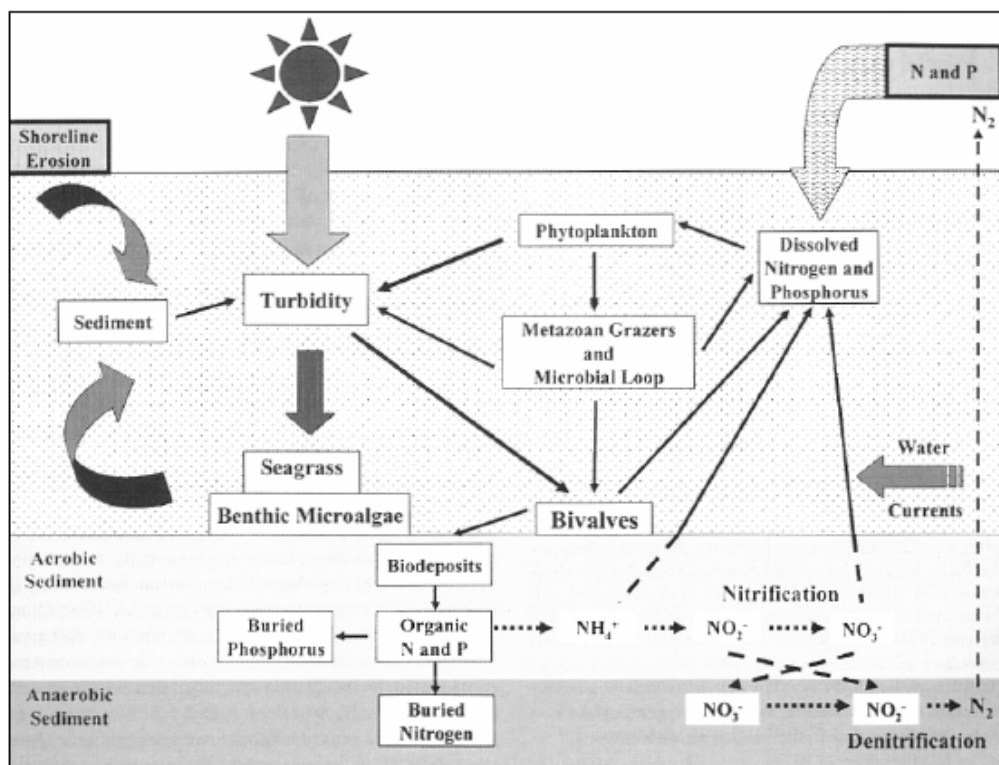 N and P
N₂
Shoreline
Erosion
Phytoplankton
Dissolved
Nitrogen and
Phosphorus
Turbidity
Sediment
Metazoan Grazers
and
Microbial Loop
Water
Currents
Seagrass
Benthic Microalgae
Bivalves
Aerobic
Sediment
Biodeposits
Nitrification
Buried
Phosphorus
Organic
N and P
NH₄⁺
NO₂⁻
NO₃⁻
Anaerobic
Sediment
Buried
Nitrogen
NO₃⁻
NO₂⁻
N₂
Denitrification